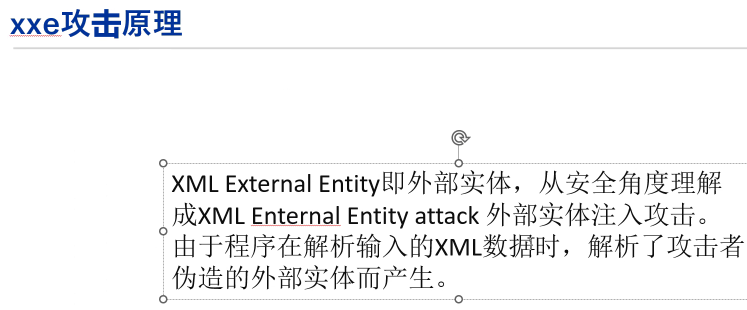 xxe攻击原理
XML External Entity即外部实体，从安全角度理解
成XML Enternal Entity attack 外部实体注入攻击。
由于程序在解析输入的XML数据时，解析了攻击者
伪造的外部实体而产生。